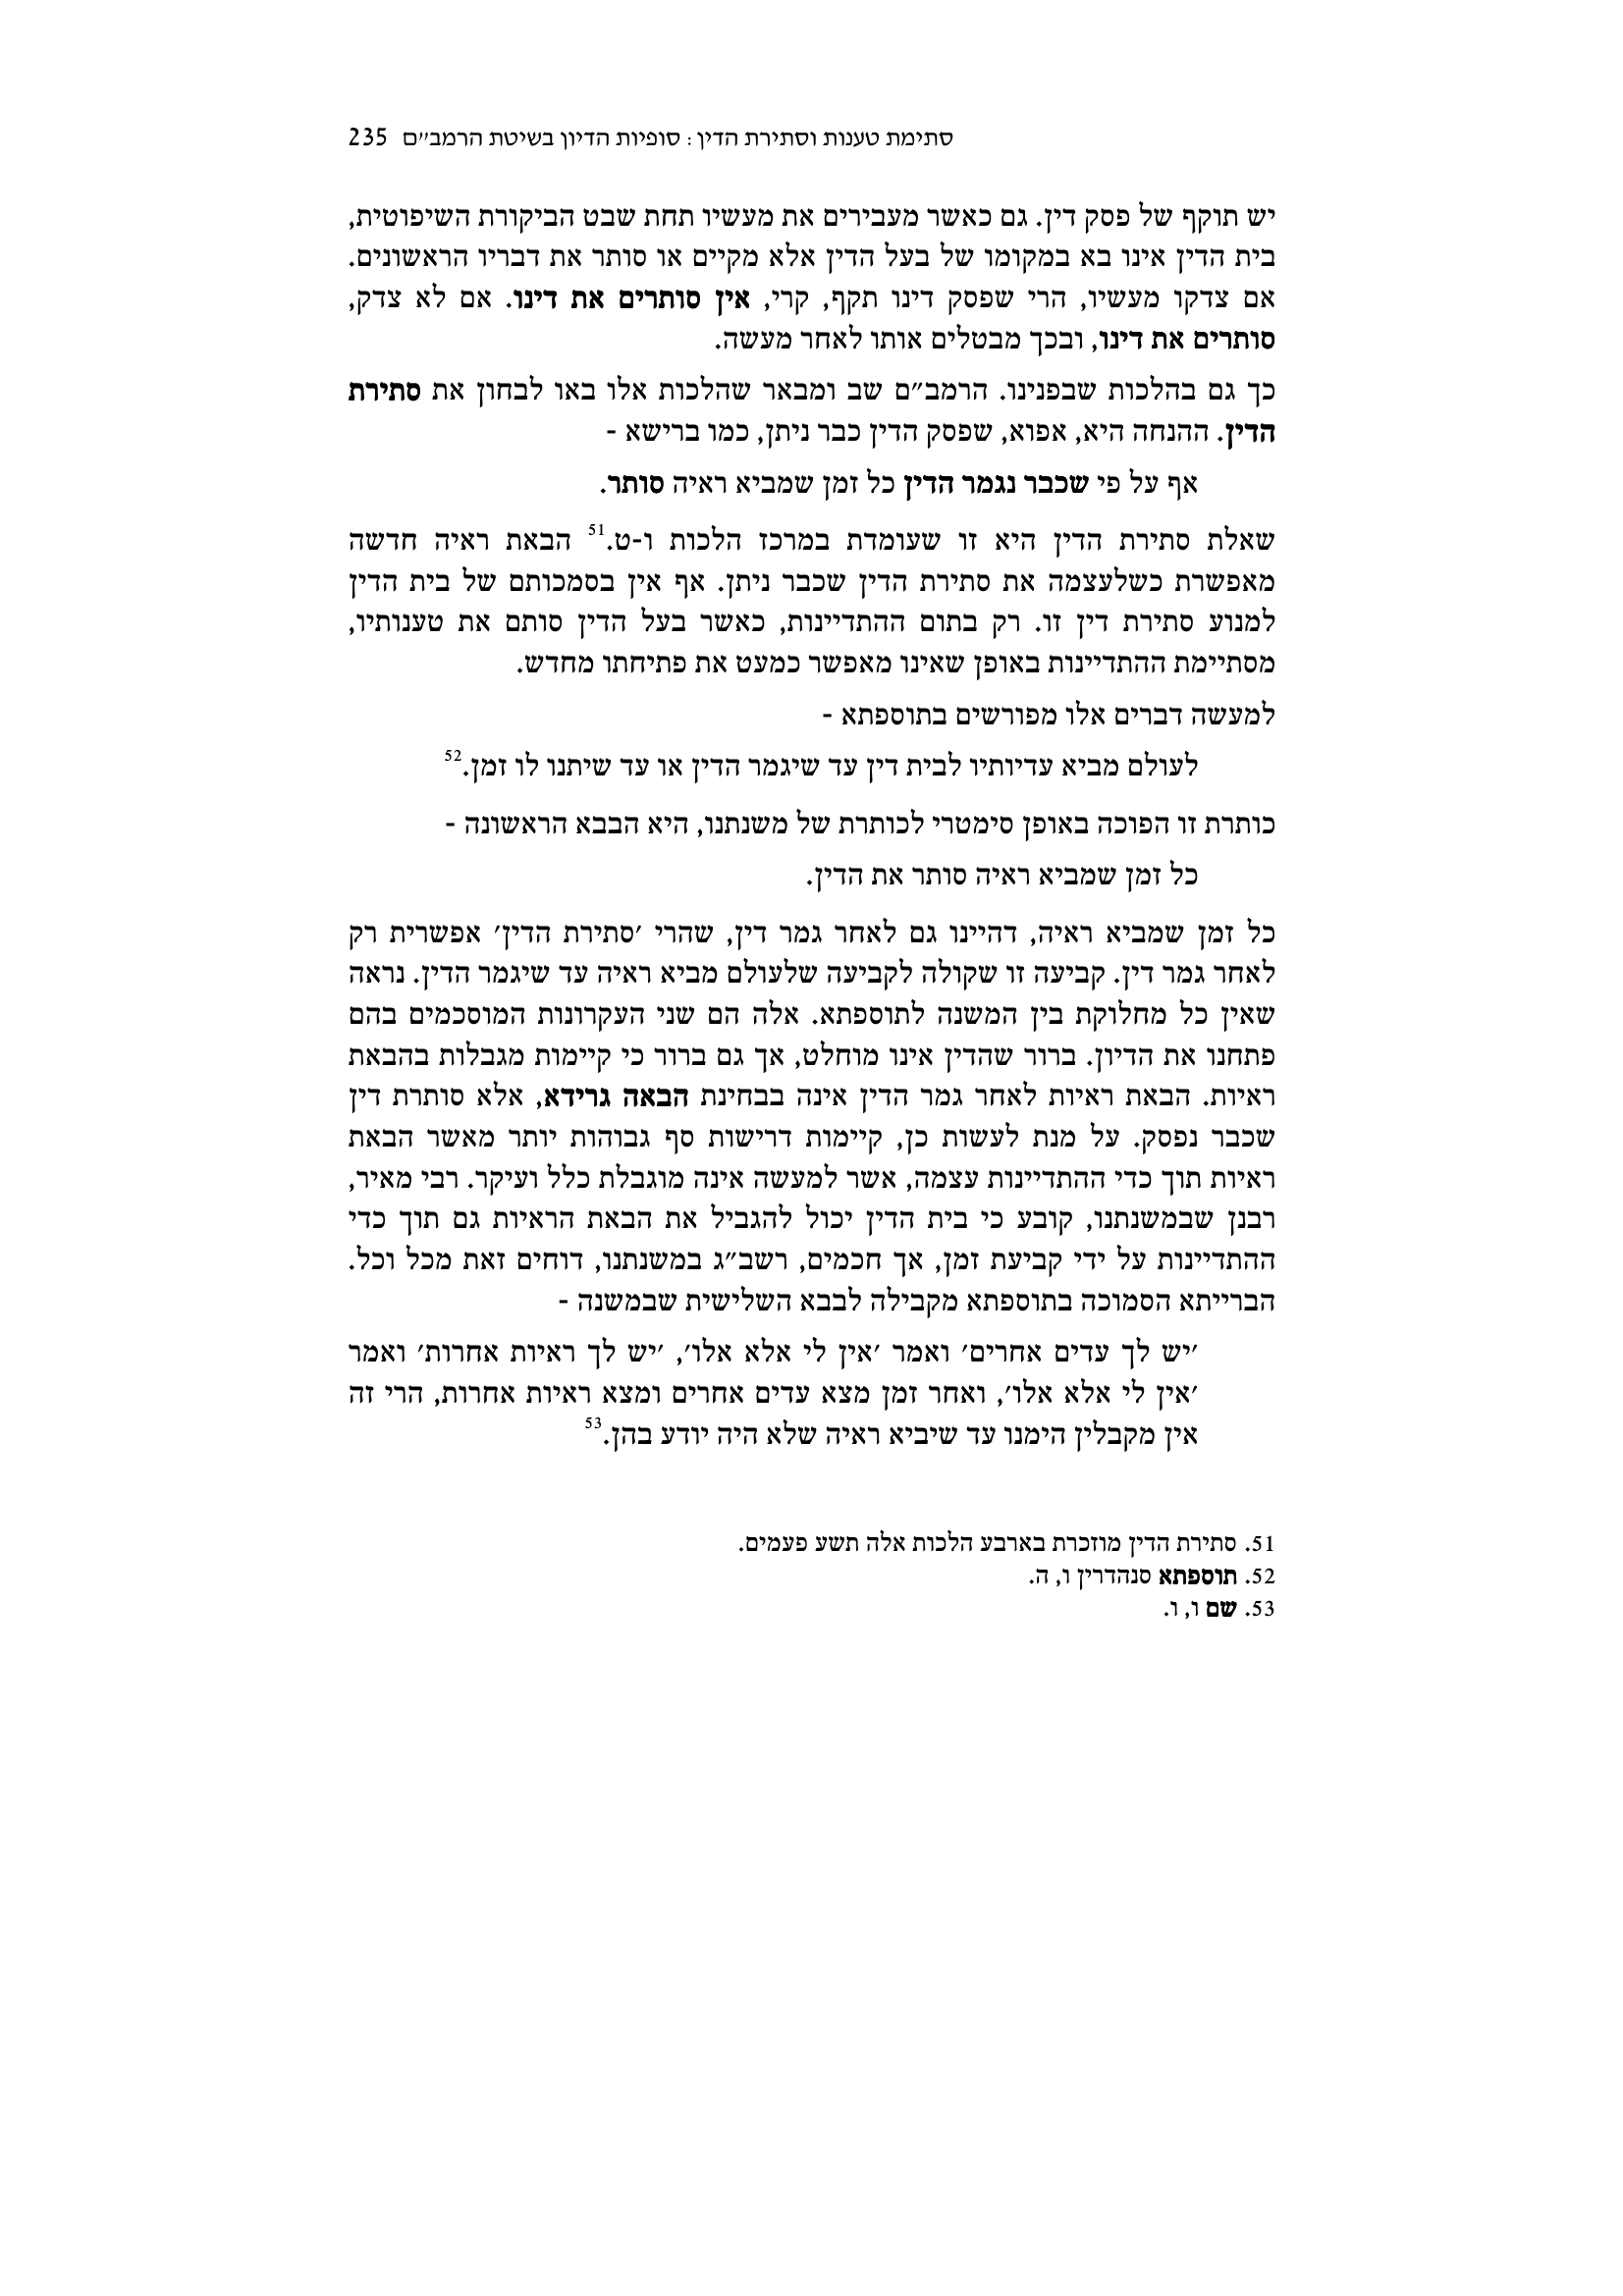 סתימת טענות וסתירת הדין : סופיות הדיון בשיטת הרמב״ם 235
יש תוקף של פסק דין. גם כאשר מעבירים את מעשיו תחת שבט הביקורת השיפוטית,
בית הדין אינו בא במקומו של בעל הדין אלא מקיים או סותר את דבריו הראשונים.
אם צדקו מעשיו, הרי שפסק דינו תקף, קרי, אין סותרים את דינו. אם לא צדק,
סותרים את דינו, ובכך מבטלים אותו לאחר מעשה.
כך גם בהלכות שבפנינו. הרמב״ם שב ומבאר שהלכות אלו באו לבחון את סתירת
הדין. ההנחה היא, אפוא, שפסק הדין כבר ניתן, כמו ברישא -
אף על פי שכבר נגמר הדין כל זמן שמביא ראיה סותר.
שאלת סתירת הדין היא זו שעומדת במרכז הלכות ו-ט.51 הבאת ראיה חדשה
מאפשרת כשלעצמה את סתירת הדין שכבר ניתן. אף אין בסמכותם של בית הדין
למנוע סתירת דין זו. רק בתום ההתדיינות, כאשר בעל הדין סותם את טענותיו,
מסתיימת ההתדיינות באופן שאינו מאפשר כמעט את פתיחתו מחדש.
למעשה דברים אלו מפורשים בתוספתא -
לעולם מביא עדיותיו לבית דין עד שיגמר הדין או עד שיתנו לו זמן.52
כותרת זו הפוכה באופן סימטרי לכותרת של משנתנו, היא הבבא הראשונה -
כל זמן שמביא ראיה סותר את הדין.
כל זמן שמביא ראיה, דהיינו גם לאחר גמר דין, שהרי ׳סתירת הדין׳ אפשרית רק
לאחר גמר דין. קביעה זו שקולה לקביעה שלעולם מביא ראיה עד שיגמר הדין. נראה
שאין כל מחלוקת בין המשנה לתוספתא. אלה הם שני העקרונות המוסכמים בהם
פתחנו את הדיון. ברור שהדין אינו מוחלט, אך גם ברור כי קיימות מגבלות בהבאת
ראיות. הבאת ראיות לאחר גמר הדין אינה בבחינת הבאה גרידא, אלא סותרת דין
שכבר נפסק. על מנת לעשות כן, קיימות דרישות סף גבוהות יותר מאשר הבאת
ראיות תוך כדי ההתדיינות עצמה, אשר למעשה אינה מוגבלת כלל ועיקר. רבי מאיר,
רבנן שבמשנתנו, קובע כי בית הדין יכול להגביל את הבאת הראיות גם תוך כדי
ההתדיינות על ידי קביעת זמן, אך חכמים, רשב״ג במשנתנו, דוחים זאת מכל וכל.
הברייתא הסמוכה בתוספתא מקבילה לבבא השלישית שבמשנה -
׳יש לך עדים אחרים׳ ואמר ׳אין לי אלא אלו׳, ׳יש לך ראיות אחרות׳ ואמר
׳אין לי אלא אלו׳, ואחר זמן מצא עדים אחרים ומצא ראיות אחרות, הרי זה
אין מקבלין הימנו עד שיביא ראיה שלא היה יודע בהן.53
51. סתירת הדין מוזכרת בארבע הלכות אלה תשע פעמים.
52. תוספתא סנהדרין ו, ה.
53. שם ו, ו.